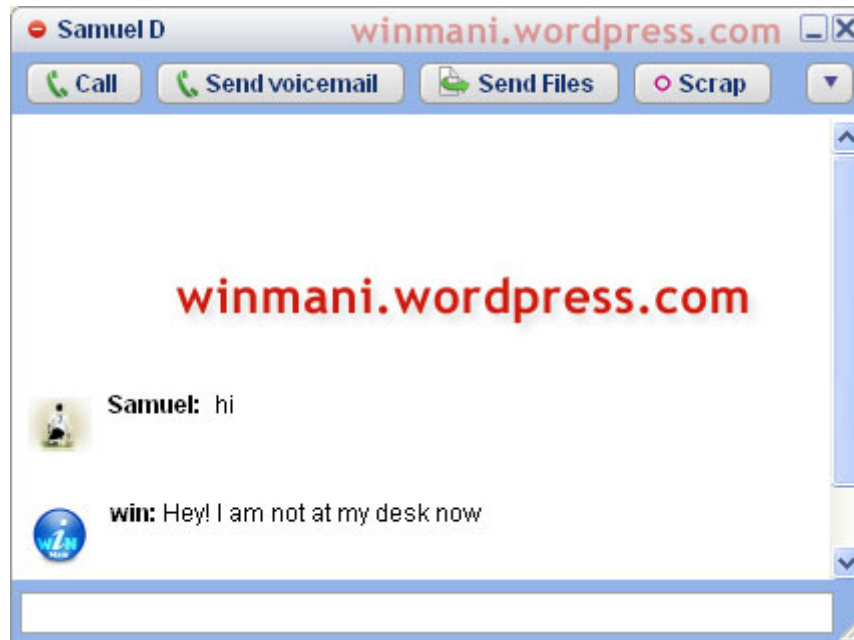 Samuel D winmani.wordpress.com
Call Send voicemail Send Files Scrap
winmani.wordpress.com
Samuel: hi
win: Hey! I am not at my desk now
WiN